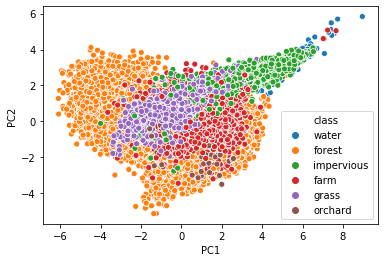 6
4
2
0
−2
−4
PC2
−6
−4
−2
0
2
4
6
8
PC1
class
water
forest
impervious
farm
grass
orchard